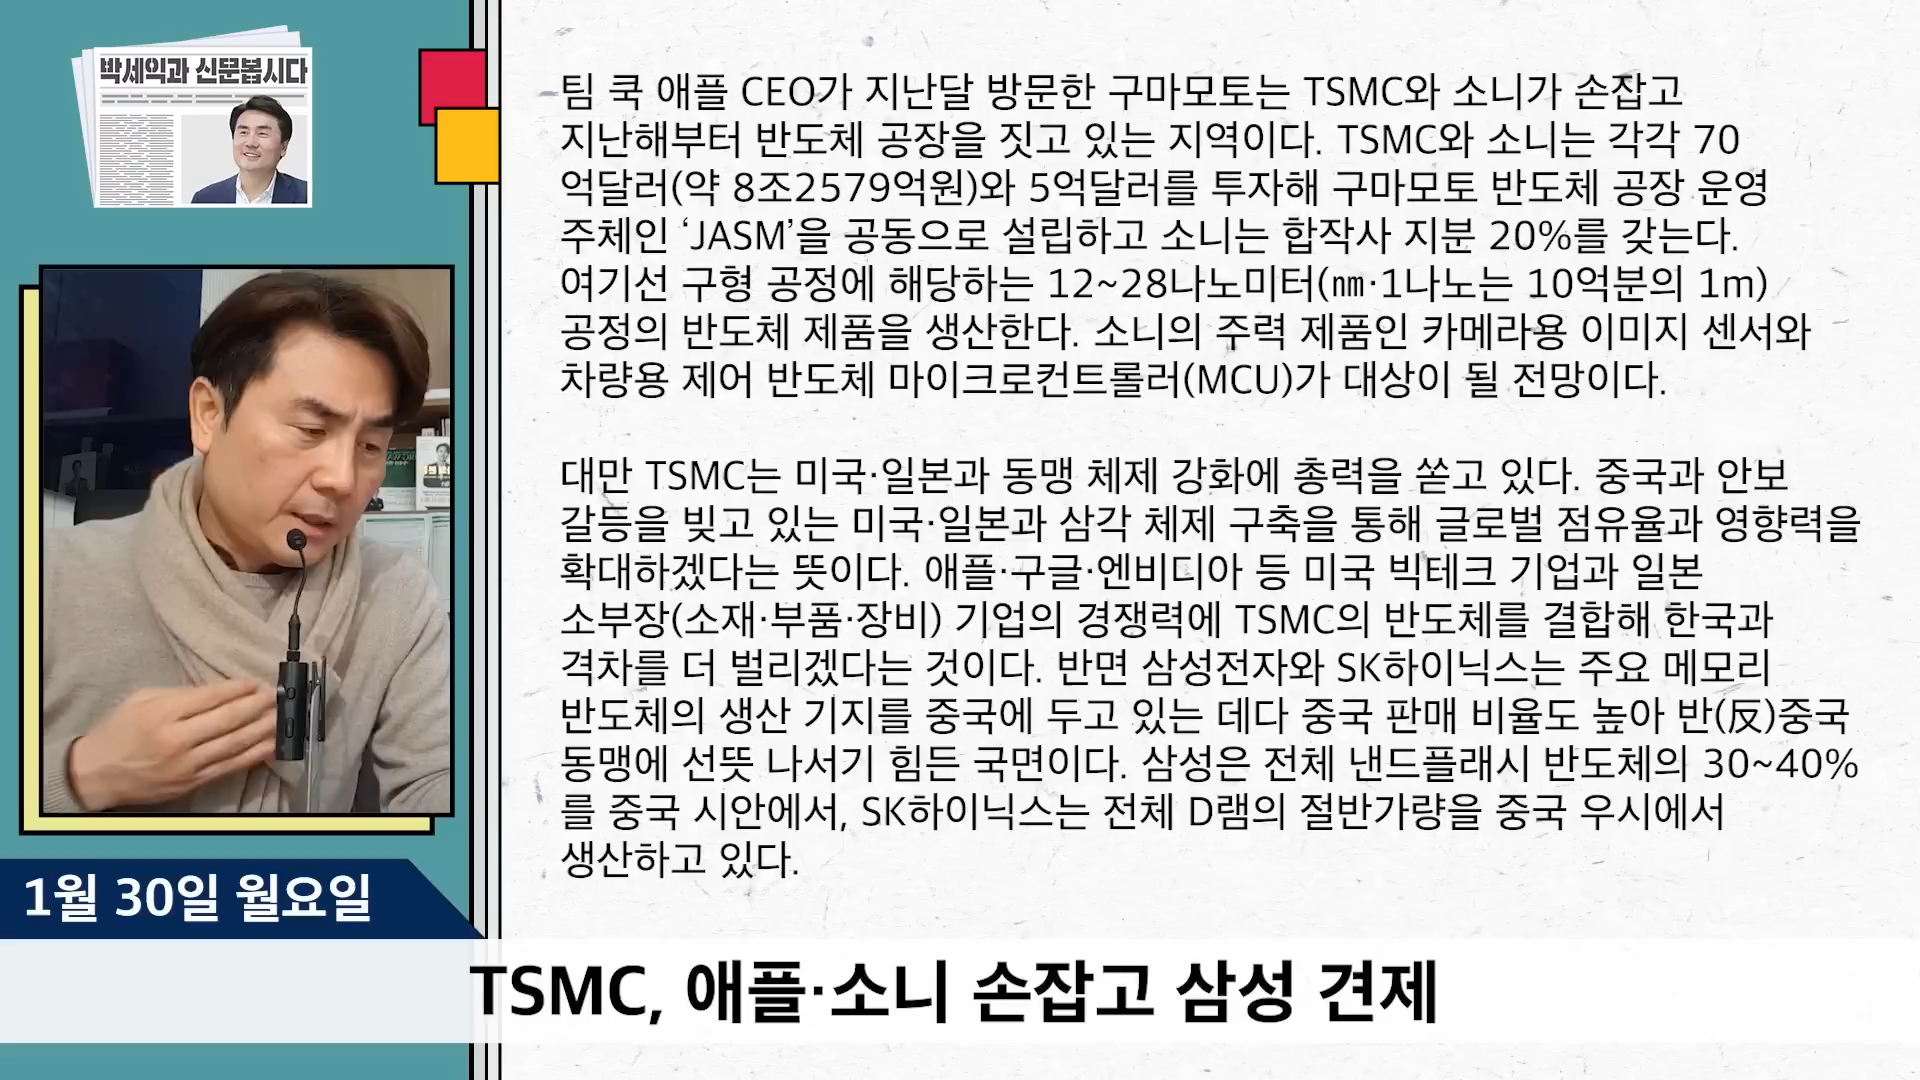 박세익과 신문봅시다
팀 쿡 애플 CEO가 지난달 방문한 구마모토는 TSMC와 소니가 손잡고
지난해부터 반도체 공장을 짓고 있는 지역이다. TSMC와 소니는 각각 70
억달러(약 8조2579억원)와 5억달러를 투자해 구마모토 반도체 공장 운영
주체인 ‘JASM’을 공동으로 설립하고 소니는 합작사 지분 20%를 갖는다.
여기선 구형 공정에 해당하는 12~28나노미터(㎚·1나노는 10억분의 1m)
공정의 반도체 제품을 생산한다. 소니의 주력 제품인 카메라용 이미지 센서와
차량용 제어 반도체 마이크로컨트롤러(MCU)가 대상이 될 전망이다.
대만 TSMC는 미국·일본과 동맹 체제 강화에 총력을 쏟고 있다. 중국과 안보
갈등을 빚고 있는 미국·일본과 삼각 체제 구축을 통해 글로벌 점유율과 영향력을
확대하겠다는 뜻이다. 애플·구글·엔비디아 등 미국 빅테크 기업과 일본
소부장(소재·부품·장비) 기업의 경쟁력에 TSMC의 반도체를 결합해 한국과
격차를 더 벌리겠다는 것이다. 반면 삼성전자와 SK하이닉스는 주요 메모리
반도체의 생산 기지를 중국에 두고 있는 데다 중국 판매 비율도 높아 반(反)중국
동맹에 선뜻 나서기 힘든 국면이다. 삼성은 전체 낸드플래시 반도체의 30~40%
를 중국 시안에서, SK하이닉스는 전체 D램의 절반가량을 중국 우시에서
생산하고 있다.
1월 30일 월요일
TSMC, 애플·소니 손잡고 삼성 견제